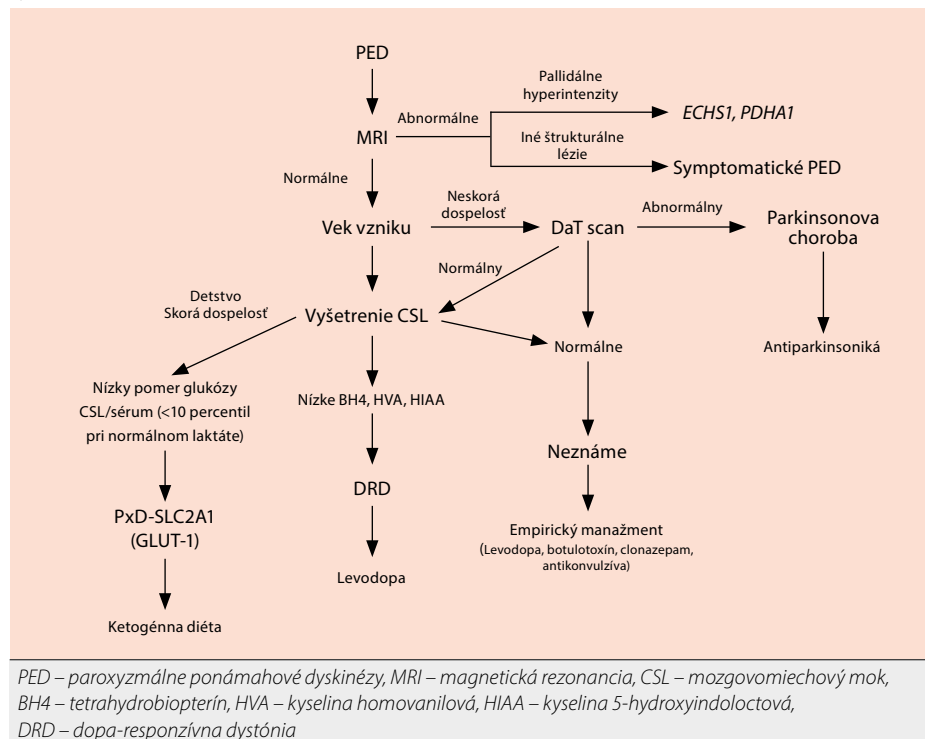 PED
Pallidálne
hyperintenzity
Abnormálne
ECHS1, PDHA1
MRI
Iné štrukturálne
lézie
Symptomatické PED
Normálne
Neskorá
dospelosť
Abnormálny
Vek vzniku
DaT scan
Parkinsonova
choroba
Normálny
Detstvo
Skorá dospelosť
Vyšetrenie CSL
Normálne
Antiparkinsoniká
Nízky pomer glukózy
CSL/sérum (<10 percentil
pri normálnom laktáte)
Nízke BH4, HVA, HIAA
Neznáme
DRD
PxD-SLC2A1
(GLUT-1)
Empirický manažment
(Levodopa, botulotoxín, clonazepam,
antikonvulzíva)
Levodopa
Ketogénna diéta
PED – paroxyzmálne ponámahové dyskinézy, MRI – magnetická rezonancia, CSL – mozgovomiechový mok,
BH4 – tetrahydrobiopterín, HVA – kyselina homovanilová, HIAA – kyselina 5-hydroxyindoloctová,
DRD – dopa-responzívna dystónia